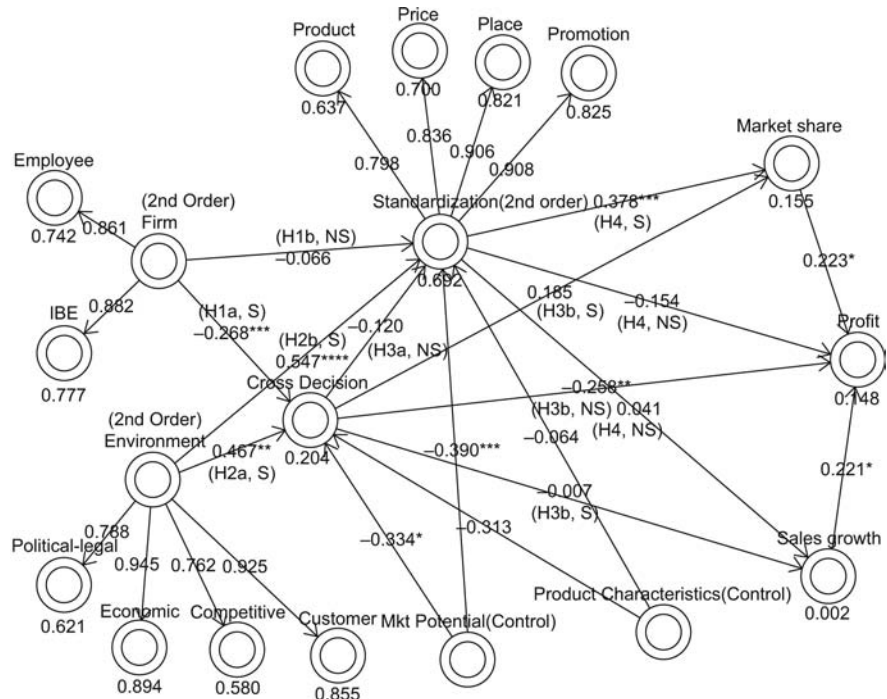 Price
Product
Place
Promotion
0.637
0.700
0.821
0.825
0.798
0.836
0.906
0.908
Market share
0.155
Employee
0.742
0.861
(2nd Order)
Firm
0.882
IBE
0.777
(H1b, NS)
−0.066
Standardization(2nd order)
0.692
0.378***
(H4, S)
0.223*
(H1a, S)
−0.268***
(H2b, S)
0.547****
−0.120
(H3a, NS)
0.185
(H3b, S)
−0.154
(H4, NS)
Profit
0.148
Cross Decision
0.204
−0.258**
(H3b, NS)
0.041
(H4, NS)
(2nd Order)
Environment
0.467**
(H2a, S)
−0.390***
−0.064
−0.007
(H3b, S)
0.221*
−0.334*
−0.313
Sales growth
0.002
0.788
0.945
0.762
0.925
Political-legal
0.621
Economic
0.894
Competitive
0.580
Customer
0.855
Mkt Potential(Control)
Product Characteristics(Control)